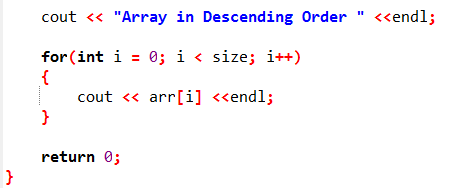 cout << "Array in Descending Order " <<endl;
for(int i = 0; i < size; i++)
{
cout << arr[i] <<endl;
}
return 0;
}